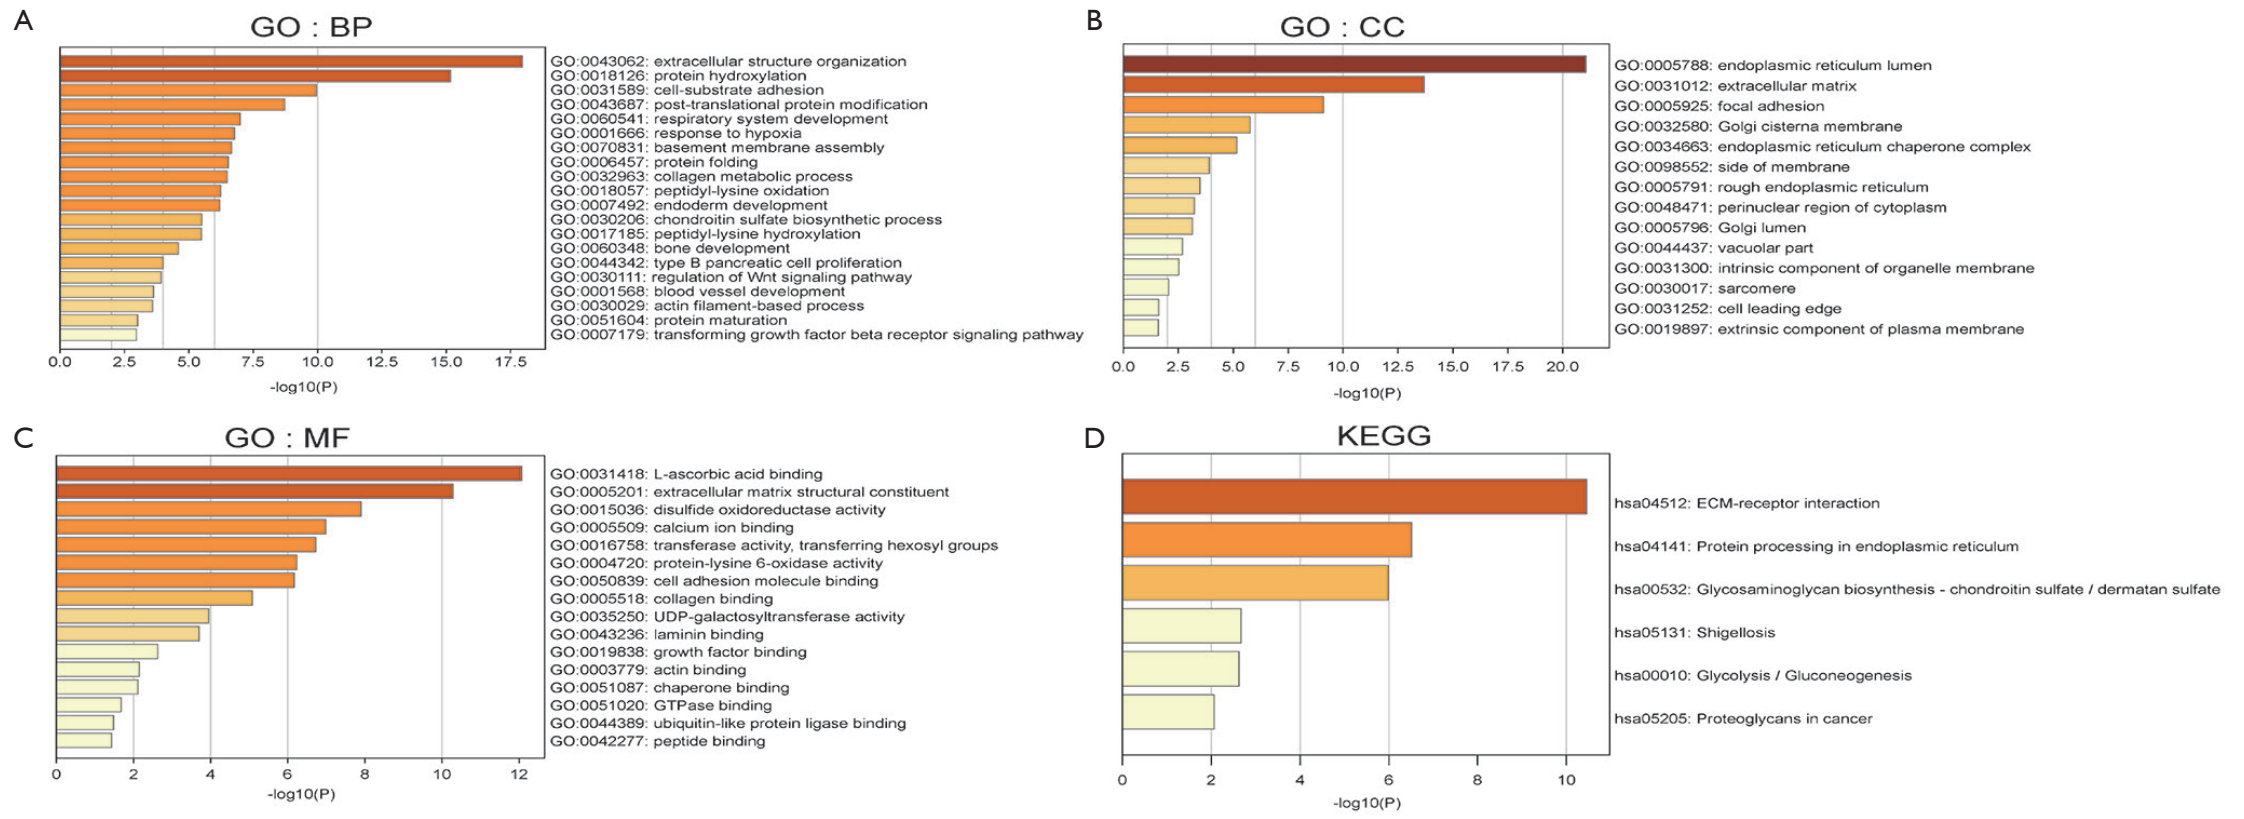 A
GO : BP
GO:0043062: extracellular structure organization
GO:0018126: protein hydroxylation
GO:0031589: cell-substrate adhesion
GO:0043687: post-translational protein modification
GO:0060541: respiratory system development
GO:0001666: response to hypoxia
GO:0070831: basement membrane assembly
GO:0006457: protein folding
GO:0032963: collagen metabolic process
GO:0018057: peptidyl-lysine oxidation
GO:0007492: endoderm development
GO:0030206: chondroitin sulfate biosynthetic process
GO:0017185: peptidyl-lysine hydroxylation
GO:0060348: bone development
GO:0044342: type B pancreatic cell proliferation
GO:0030111: regulation of Wnt signaling pathway
GO:0001568: blood vessel development
GO:0030029: actin filament-based process
GO:0051604: protein maturation
GO:0007179: transforming growth factor beta receptor signaling pathway
0.0 2.5 5.0 7.5 10.0 12.5 15.0 17.5
-log10(P)
B
GO : CC
GO:0005788: endoplasmic reticulum lumen
GO:0031012: extracellular matrix
GO:0005925: focal adhesion
GO:0032580: Golgi cisterna membrane
GO:0034663: endoplasmic reticulum chaperone complex
GO:0098552: side of membrane
GO:0005791: rough endoplasmic reticulum
GO:0048471: perinuclear region of cytoplasm
GO:0005796: Golgi lumen
GO:0044437: vacuolar part
GO:0031300: intrinsic component of organelle membrane
GO:0030017: sarcomere
GO:0031252: cell leading edge
GO:0019897: extrinsic component of plasma membrane
0.0 2.5 5.0 7.5 10.0 12.5 15.0 17.5 20.0
-log10(P)
C
GO : MF
GO:0031418: L-ascorbic acid binding
GO:0005201: extracellular matrix structural constituent
GO:0015036: disulfide oxidoreductase activity
GO:0005509: calcium ion binding
GO:0016758: transferase activity, transferring hexosyl groups
GO:0004720: protein-lysine 6-oxidase activity
GO:0050839: cell adhesion molecule binding
GO:0005518: collagen binding
GO:0035250: UDP-galactosyltransferase activity
GO:0043236: laminin binding
GO:0019838: growth factor binding
GO:0003779: actin binding
GO:0051087: chaperone binding
GO:0051020: GTPase binding
GO:0044389: ubiquitin-like protein ligase binding
GO:0042277: peptide binding
0 2 4 6 8 10 12
-log10(P)
D
KEGG
hsa04512: ECM-receptor interaction
hsa04141: Protein processing in endoplasmic reticulum
hsa00532: Glycosaminoglycan biosynthesis - chondroitin sulfate / dermatan sulfate
hsa05131: Shigellosis
hsa00010: Glycolysis / Gluconeogenesis
hsa05205: Proteoglycans in cancer
0 2 4 6 8 10
-log10(P)